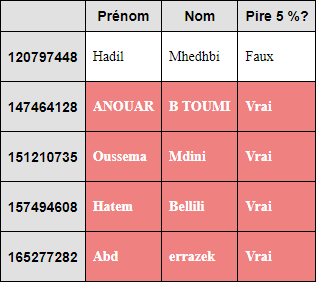 Prénom Nom Pire 5 %?
120797448 Hadil Mhedhbi Faux
147464128 ANOUAR B TOUMI Vrai
151210735 Oussema Mdini Vrai
157494608 Hatem Bellili Vrai
165277282 Abd errazek Vrai